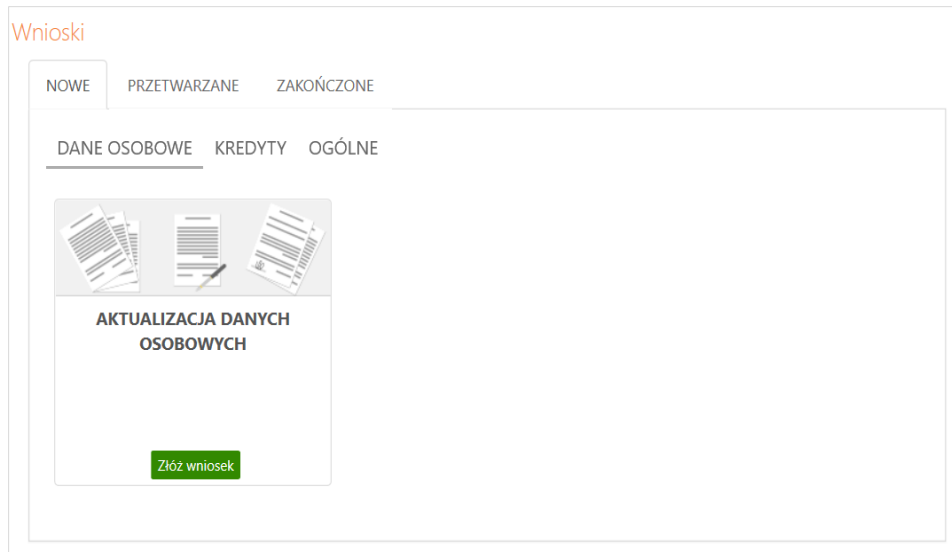 Wnioski
NOWE PRZETWARZANE ZAKOŃCZONE
DANE OSOBOWE KREDYTY OGÓLNE
AKTUALIZACJA DANYCH
OSOBOWYCH
Złóż wniosek